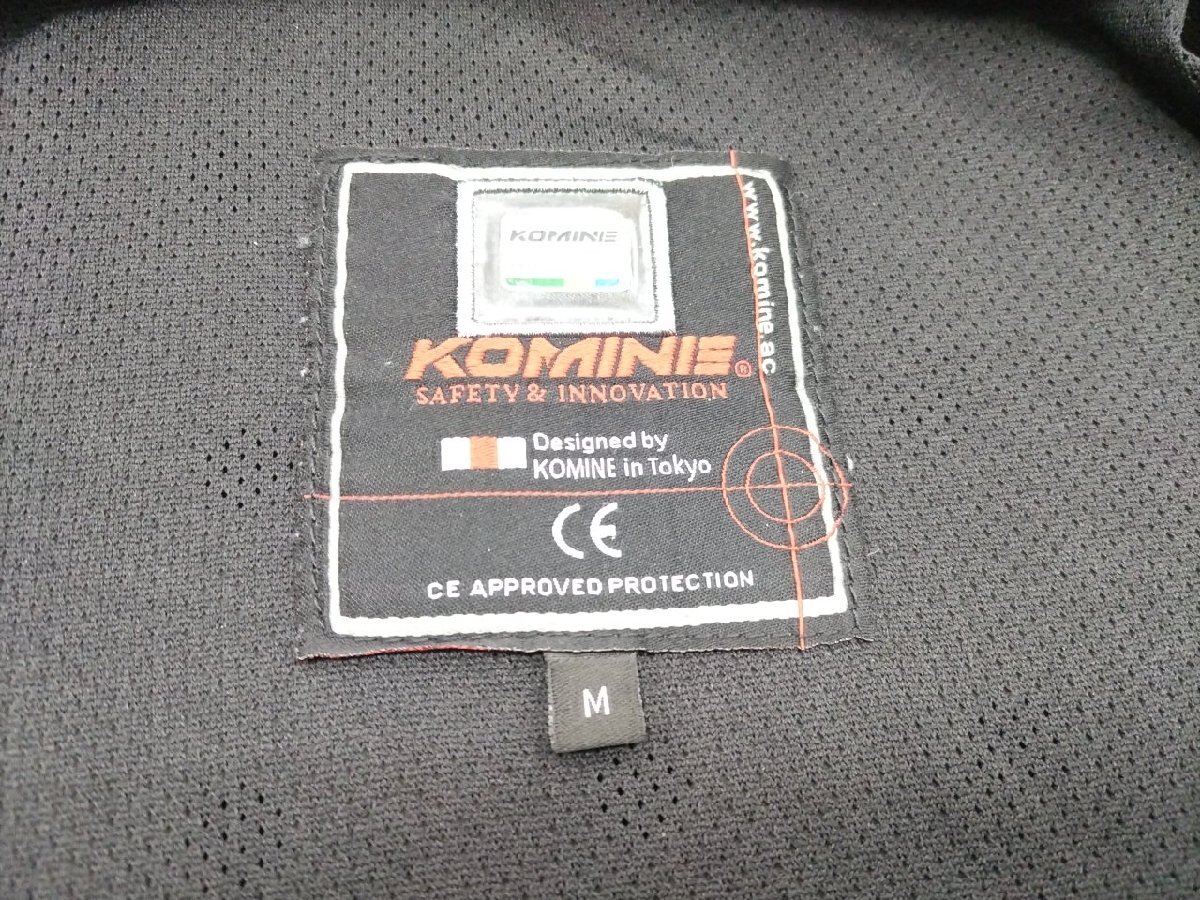 KOMINE
www.komine.ac
KOMINE®
SAFETY & INNOVATION
Designed by
KOMINE in Tokyo
CE
CE APPROVED PROTECTION
M